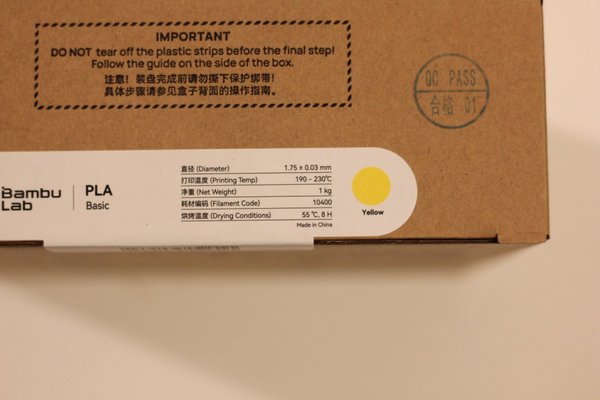 IMPORTANT
DO NOT tear off the plastic strips before the final step!
Follow the guide on the side of the box.
注意！装盘完成前请勿撕下保护绑带！
具体步骤请参见盒子背面的操作指南。
QC PASS
合格 01
Bambu
Lab
PLA
Basic
直径 (Diameter) 1.75 ± 0.03 mm
打印温度 (Printing Temp) 190 - 230℃
净重 (Net Weight) 1 kg
耗材编码 (Filament Code) 10400
烘烤温度 (Drying Conditions) 55 ℃, 8 H
Made in China
Yellow